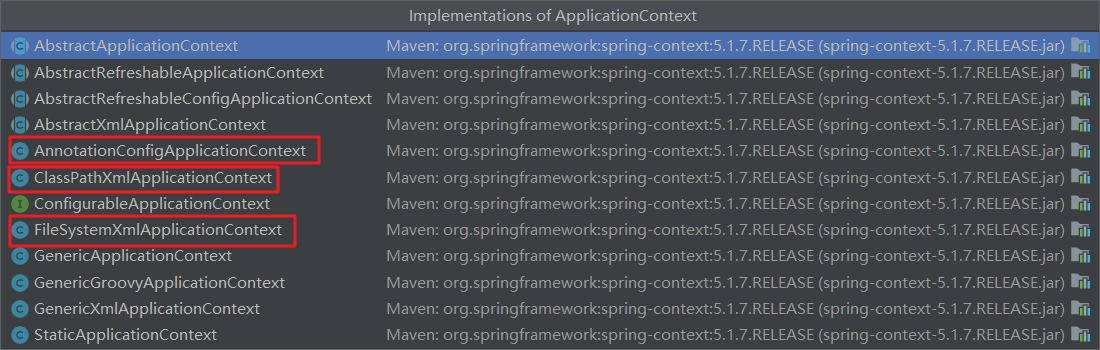 Implementations of ApplicationContext
C AbstractApplicationContext Maven: org.springframework:spring-context:5.1.7.RELEASE (spring-context-5.1.7.RELEASE.jar)
C AbstractRefreshableApplicationContext Maven: org.springframework:spring-context:5.1.7.RELEASE (spring-context-5.1.7.RELEASE.jar)
C AbstractRefreshableConfigApplicationContext Maven: org.springframework:spring-context:5.1.7.RELEASE (spring-context-5.1.7.RELEASE.jar)
C AbstractXmlApplicationContext Maven: org.springframework:spring-context:5.1.7.RELEASE (spring-context-5.1.7.RELEASE.jar)
C AnnotationConfigApplicationContext Maven: org.springframework:spring-context:5.1.7.RELEASE (spring-context-5.1.7.RELEASE.jar)
C ClassPathXmlApplicationContext Maven: org.springframework:spring-context:5.1.7.RELEASE (spring-context-5.1.7.RELEASE.jar)
I ConfigurableApplicationContext Maven: org.springframework:spring-context:5.1.7.RELEASE (spring-context-5.1.7.RELEASE.jar)
C FileSystemXmlApplicationContext Maven: org.springframework:spring-context:5.1.7.RELEASE (spring-context-5.1.7.RELEASE.jar)
C GenericApplicationContext Maven: org.springframework:spring-context:5.1.7.RELEASE (spring-context-5.1.7.RELEASE.jar)
C GenericGroovyApplicationContext Maven: org.springframework:spring-context:5.1.7.RELEASE (spring-context-5.1.7.RELEASE.jar)
C GenericXmlApplicationContext Maven: org.springframework:spring-context:5.1.7.RELEASE (spring-context-5.1.7.RELEASE.jar)
C StaticApplicationContext Maven: org.springframework:spring-context:5.1.7.RELEASE (spring-context-5.1.7.RELEASE.jar)